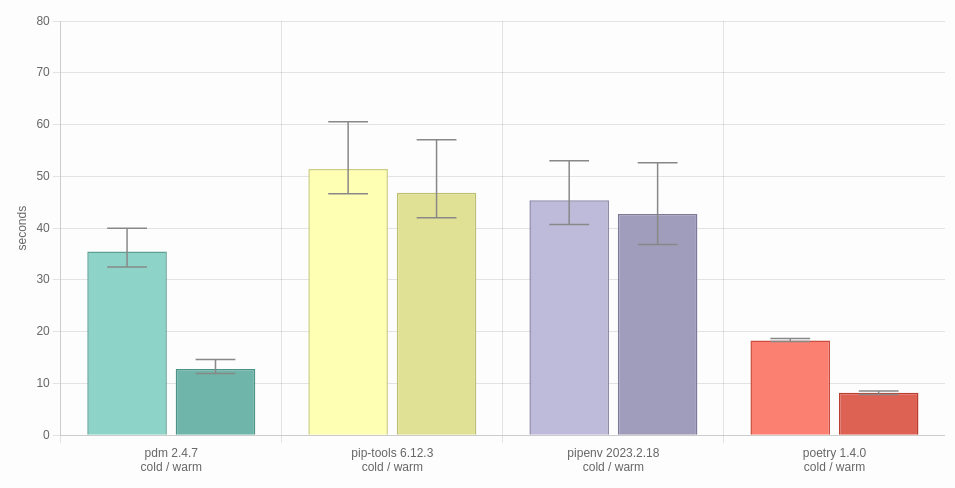 80
70
60
50
40
30
20
10
0
seconds
pdm 2.4.7
cold / warm
pip-tools 6.12.3
cold / warm
pipenv 2023.2.18
cold / warm
poetry 1.4.0
cold / warm